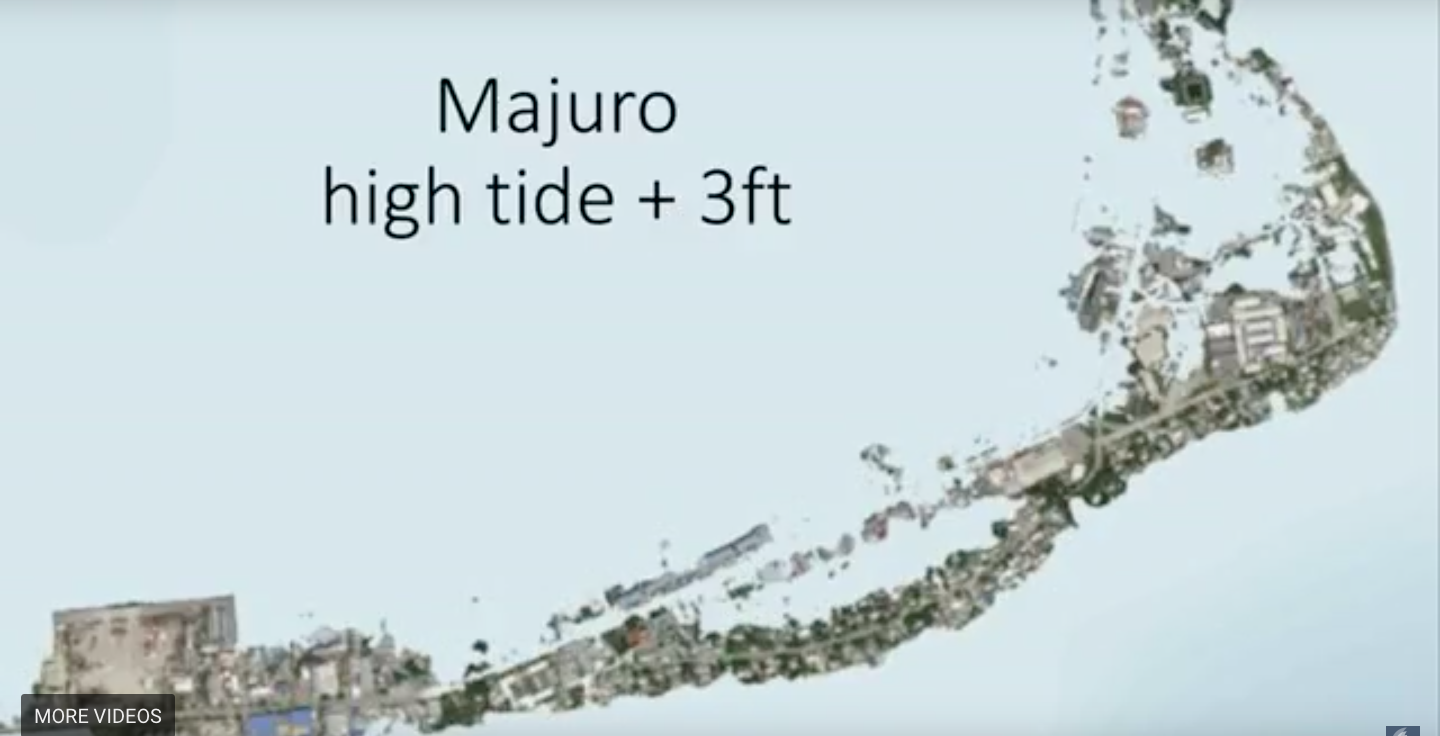 Majuro
high tide + 3ft
MORE VIDEOS